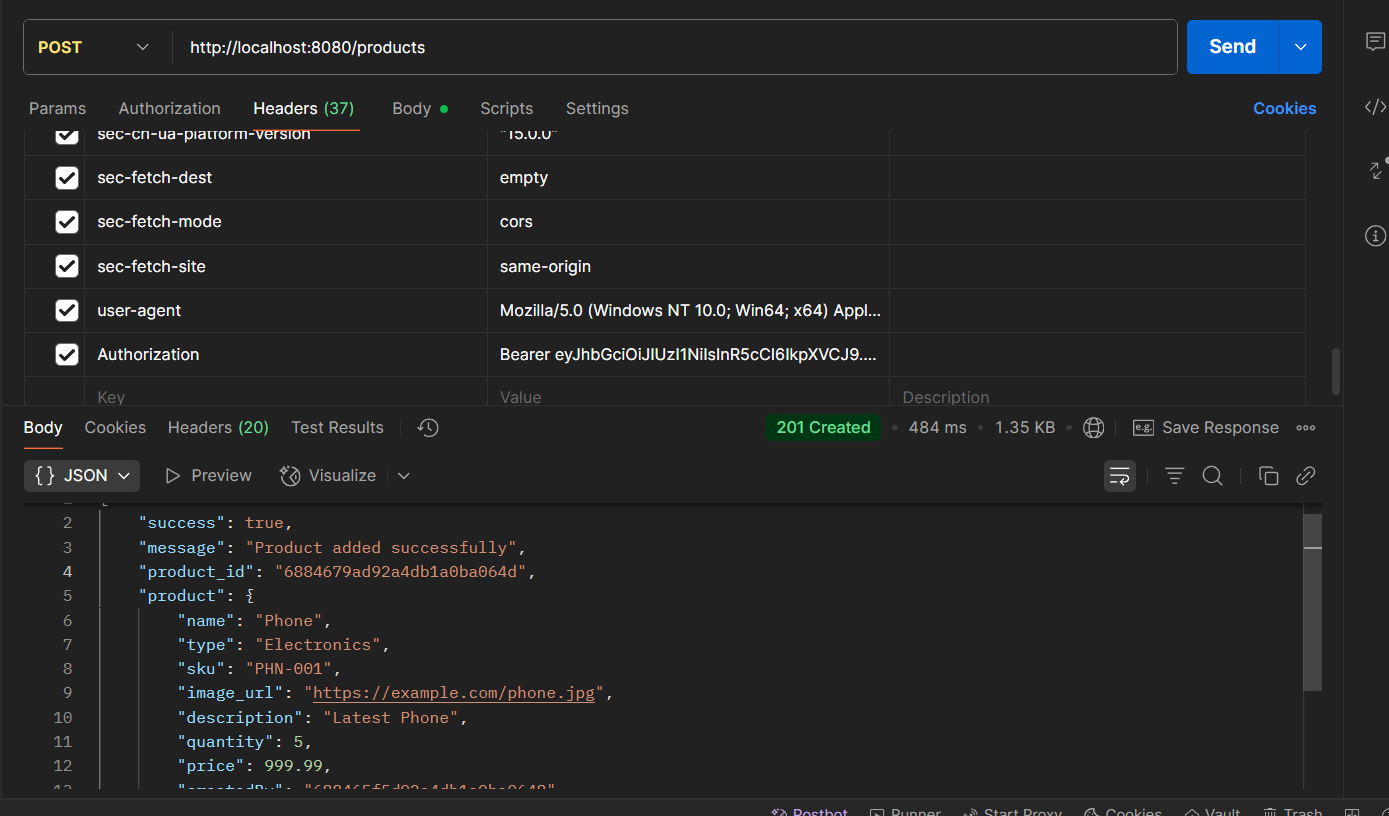 POST http://localhost:8080/products Send
Params Authorization Headers (37) Body Scripts Settings Cookies
sec-ch-ua-platform-version "15.0.0"
sec-fetch-dest empty
sec-fetch-mode cors
sec-fetch-site same-origin
user-agent Mozilla/5.0 (Windows NT 10.0; Win64; x64) Appl...
Authorization Bearer eyJhbGciOiJIUzI1NiIsInR5cCI6IkpXVCJ9....
Key Value Description
Body Cookies Headers (20) Test Results 201 Created 484 ms 1.35 KB e.g. Save Response
{} JSON Preview Visualize
2 "success": true,
3 "message": "Product added successfully",
4 "product_id": "6884679ad92a4db1a0ba064d",
5 "product": {
6 "name": "Phone",
7 "type": "Electronics",
8 "sku": "PHN-001",
9 "image_url": "https://example.com/phone.jpg",
10 "description": "Latest Phone",
11 "quantity": 5,
12 "price": 999.99,
Postbot Runner Start Proxy Cookies Vault Trash